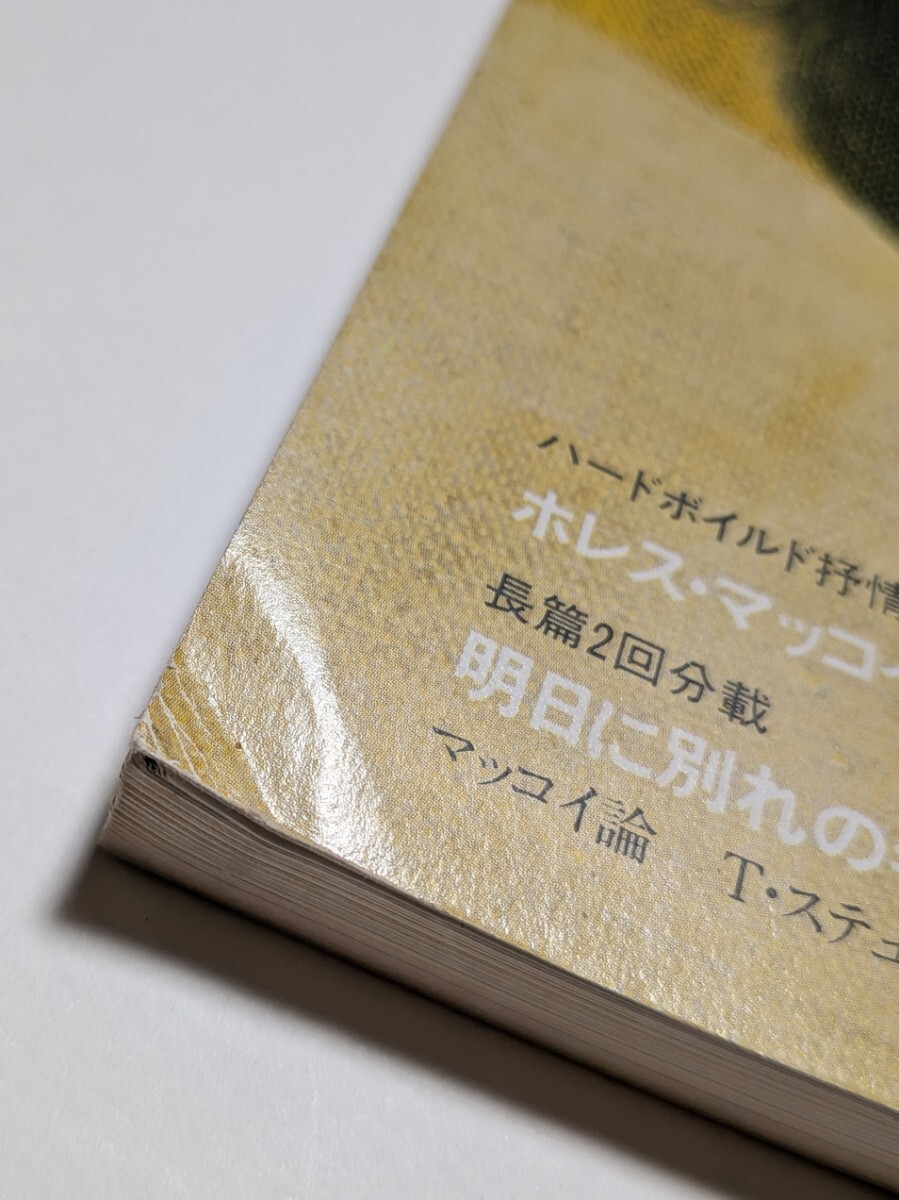 ハードボイルド抒情
ホレス・マッコイ
長篇2回分載
明日に別れの
マッコイ論 T・ステュ